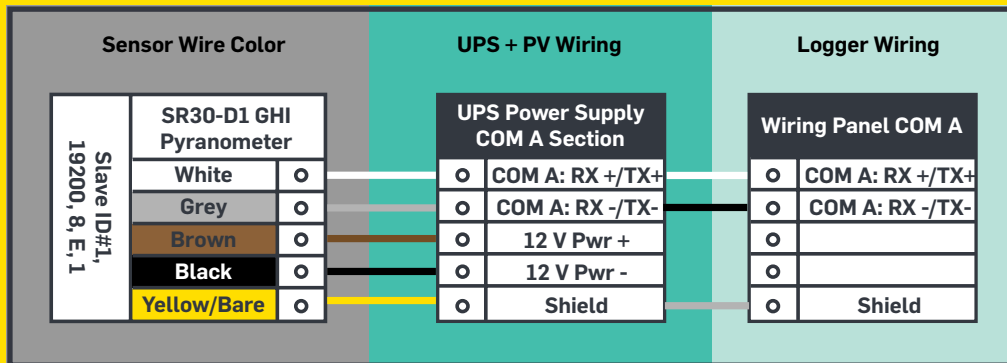 Sensor Wire Color
UPS + PV Wiring
Logger Wiring
Slave ID#1,
19200, 8, E, 1
SR30-D1 GHI
Pyranometer
White
Grey
Brown
Black
Yellow/Bare
UPS Power Supply
COM A Section
COM A: RX +/TX+
COM A: RX -/TX-
12 V Pwr +
12 V Pwr -
Shield
Wiring Panel COM A
COM A: RX +/TX+
COM A: RX -/TX-
Shield